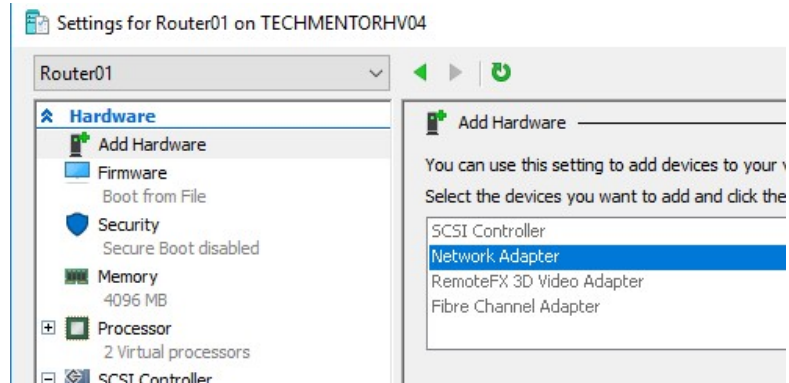 Settings for Router01 on TECHMENTORHV04
Router01
Hardware
Add Hardware
Firmware
Boot from File
Security
Secure Boot disabled
Memory
4096 MB
Processor
2 Virtual processors
SCSI Controller
Add Hardware
You can use this setting to add devices to your
Select the devices you want to add and click the
SCSI Controller
Network Adapter
RemoteFX 3D Video Adapter
Fibre Channel Adapter